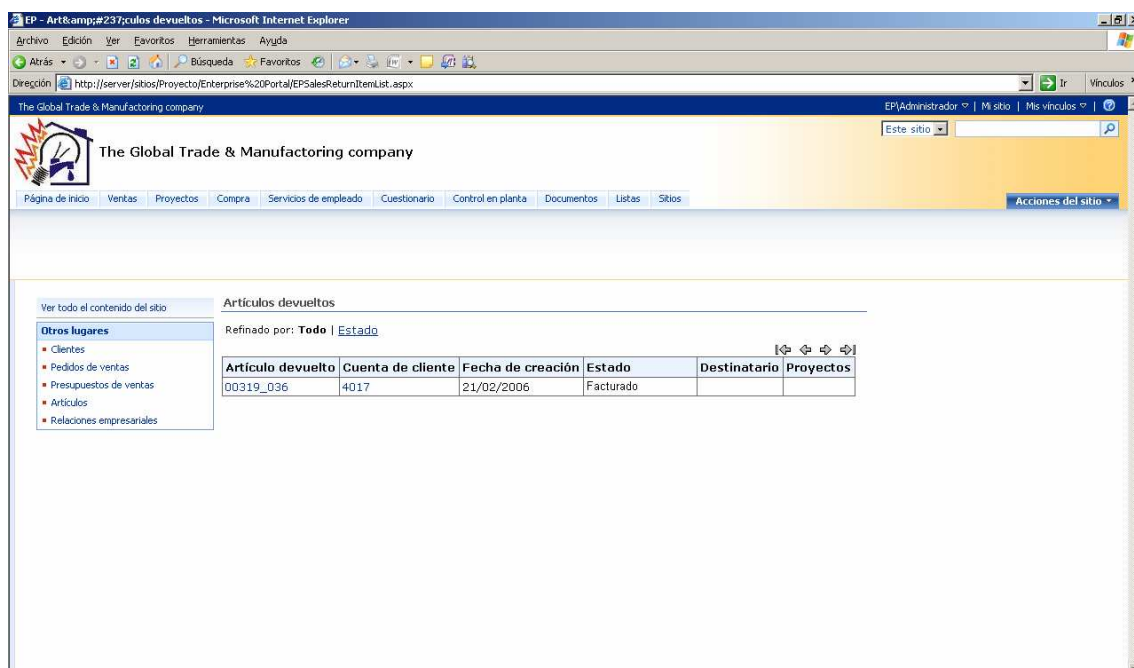 EP - Art&amp;#237;culos devueltos - Microsoft Internet Explorer
Archivo Edición Ver Favoritos Herramientas Ayuda
Atrás Búsqueda Favoritos
Dirección http://server/sitios/Proyecto/Enterprise%20Portal/EPSalesReturnItemList.aspx Ir Vínculos
The Global Trade & Manufactoring company EP\Administrador | Mi sitio | Mis vínculos |
Este sitio
The Global Trade & Manufactoring company
Página de inicio Ventas Proyectos Compra Servicios de empleado Cuestionario Control en planta Documentos Listas Sitios Acciones del sitio
Ver todo el contenido del sitio
Otros lugares
Clientes
Pedidos de ventas
Presupuestos de ventas
Artículos
Relaciones empresariales
Artículos devueltos
Refinado por: Todo | Estado
Artículo devuelto Cuenta de cliente Fecha de creación Estado Destinatario Proyectos
00319_036 4017 21/02/2006 Facturado